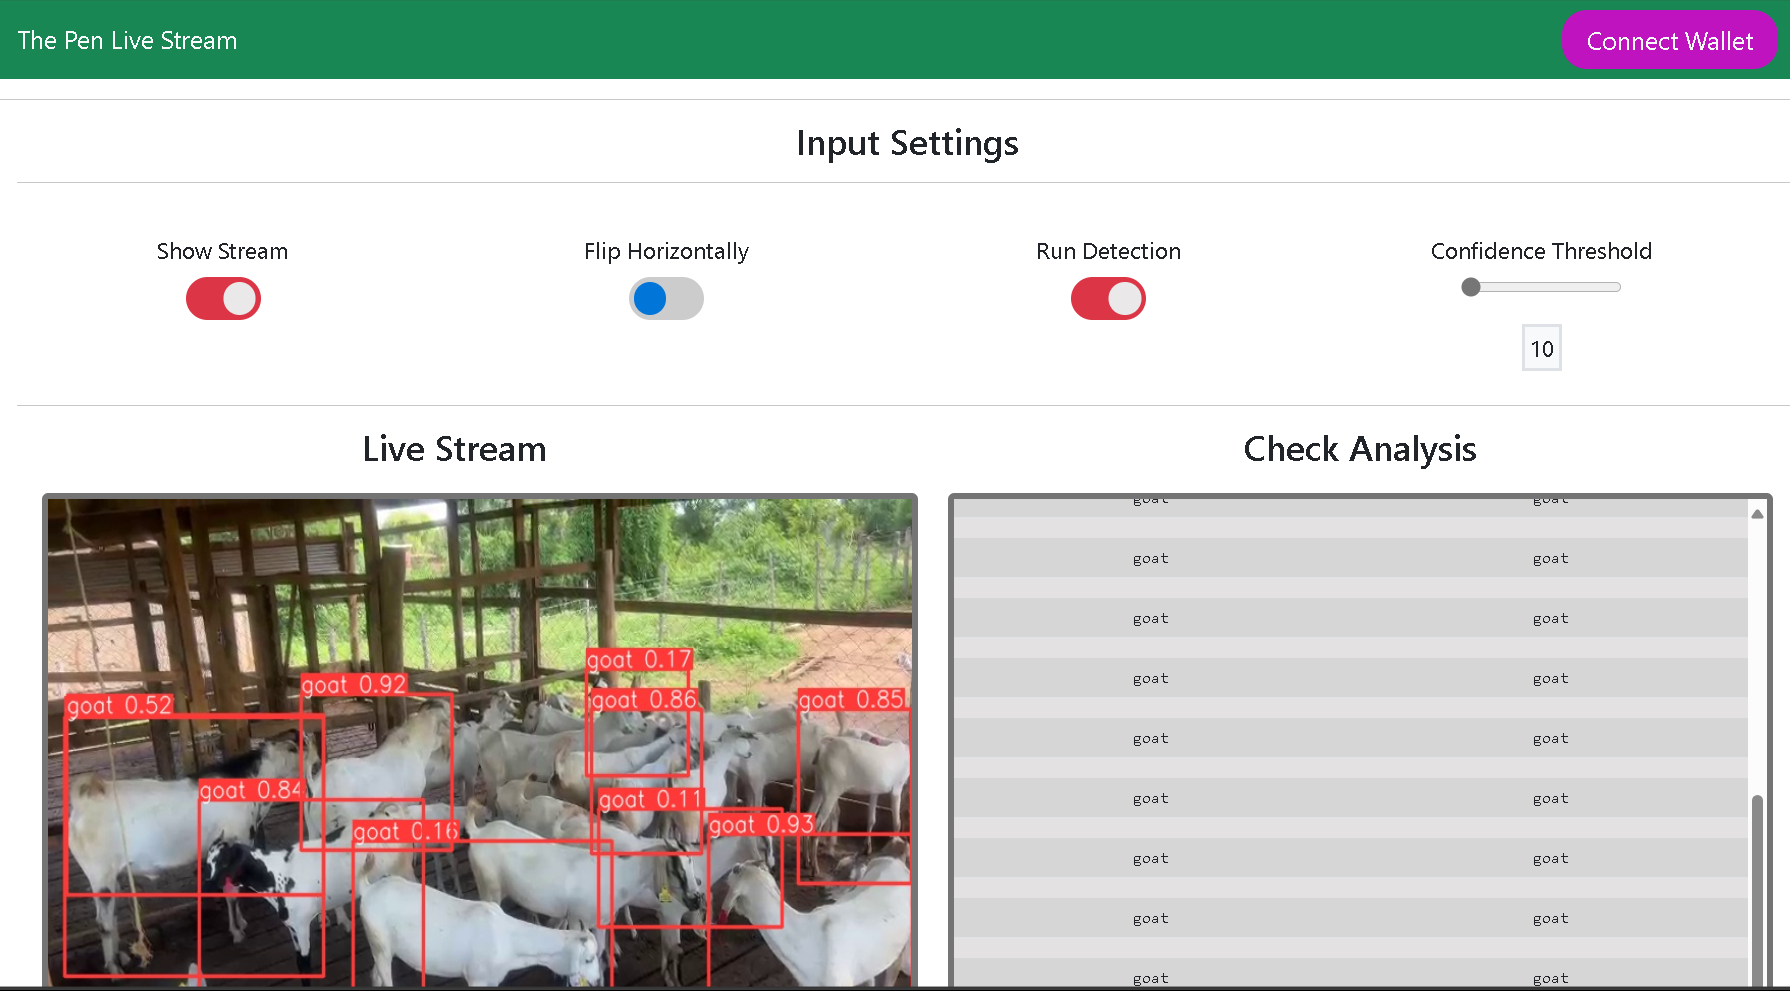 The Pen Live Stream
Connect Wallet
Input Settings
Show Stream
Flip Horizontally
Run Detection
Confidence Threshold
10
Live Stream
Check Analysis
goat 0.17
goat 0.92
goat 0.52
goat 0.86
goat 0.85
goat 0.84
goat 0.11
goat 0.16
goat 0.93
goat goat
goat goat
goat goat
goat goat
goat goat
goat goat
goat goat
goat goat
goat goat